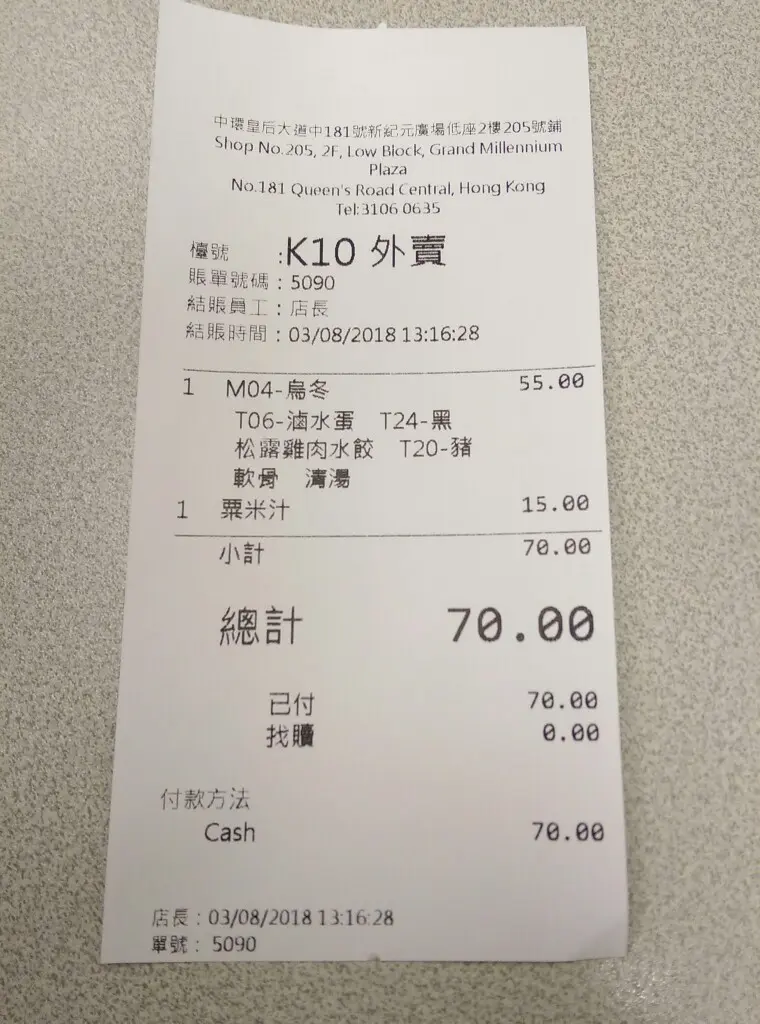 中環皇后大道中181號新紀元廣場低座2樓205號鋪
Shop No.205, 2F, Low Block, Grand Millennium
Plaza
No.181 Queen's Road Central, Hong Kong
Tel:3106 0635
檯號 :K10 外賣
賬單號碼 : 5090
結賬員工 : 店長
結賬時間 : 03/08/2018 13:16:28
1 M04-烏冬 55.00
T06-滷水蛋 T24-黑
松露雞肉水餃 T20-豬
軟骨 清湯
1 粟米汁 15.00
小計 70.00
總計 70.00
已付 70.00
找贖 0.00
付款方法
Cash 70.00
店長 : 03/08/2018 13:16:28
單號 : 5090